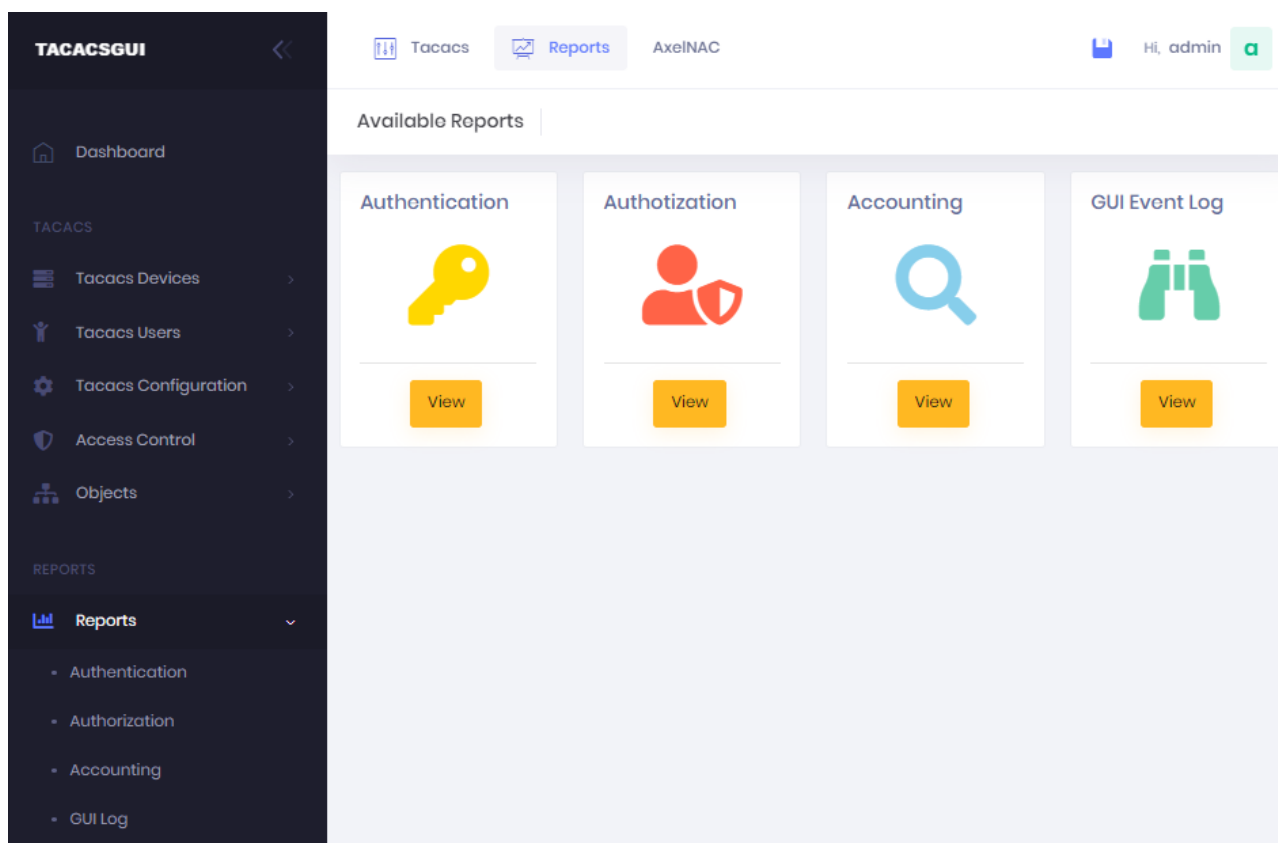 TACACSGUI
Tacacs
Reports
AxelNAC
Hi, admin
a
Available Reports
Dashboard
TACACS
Tacacs Devices
Tacacs Users
Tacacs Configuration
Access Control
Objects
REPORTS
Reports
Authentication
Authorization
Accounting
GUI Log
Authentication
View
Authotization
View
Accounting
View
GUI Event Log
View